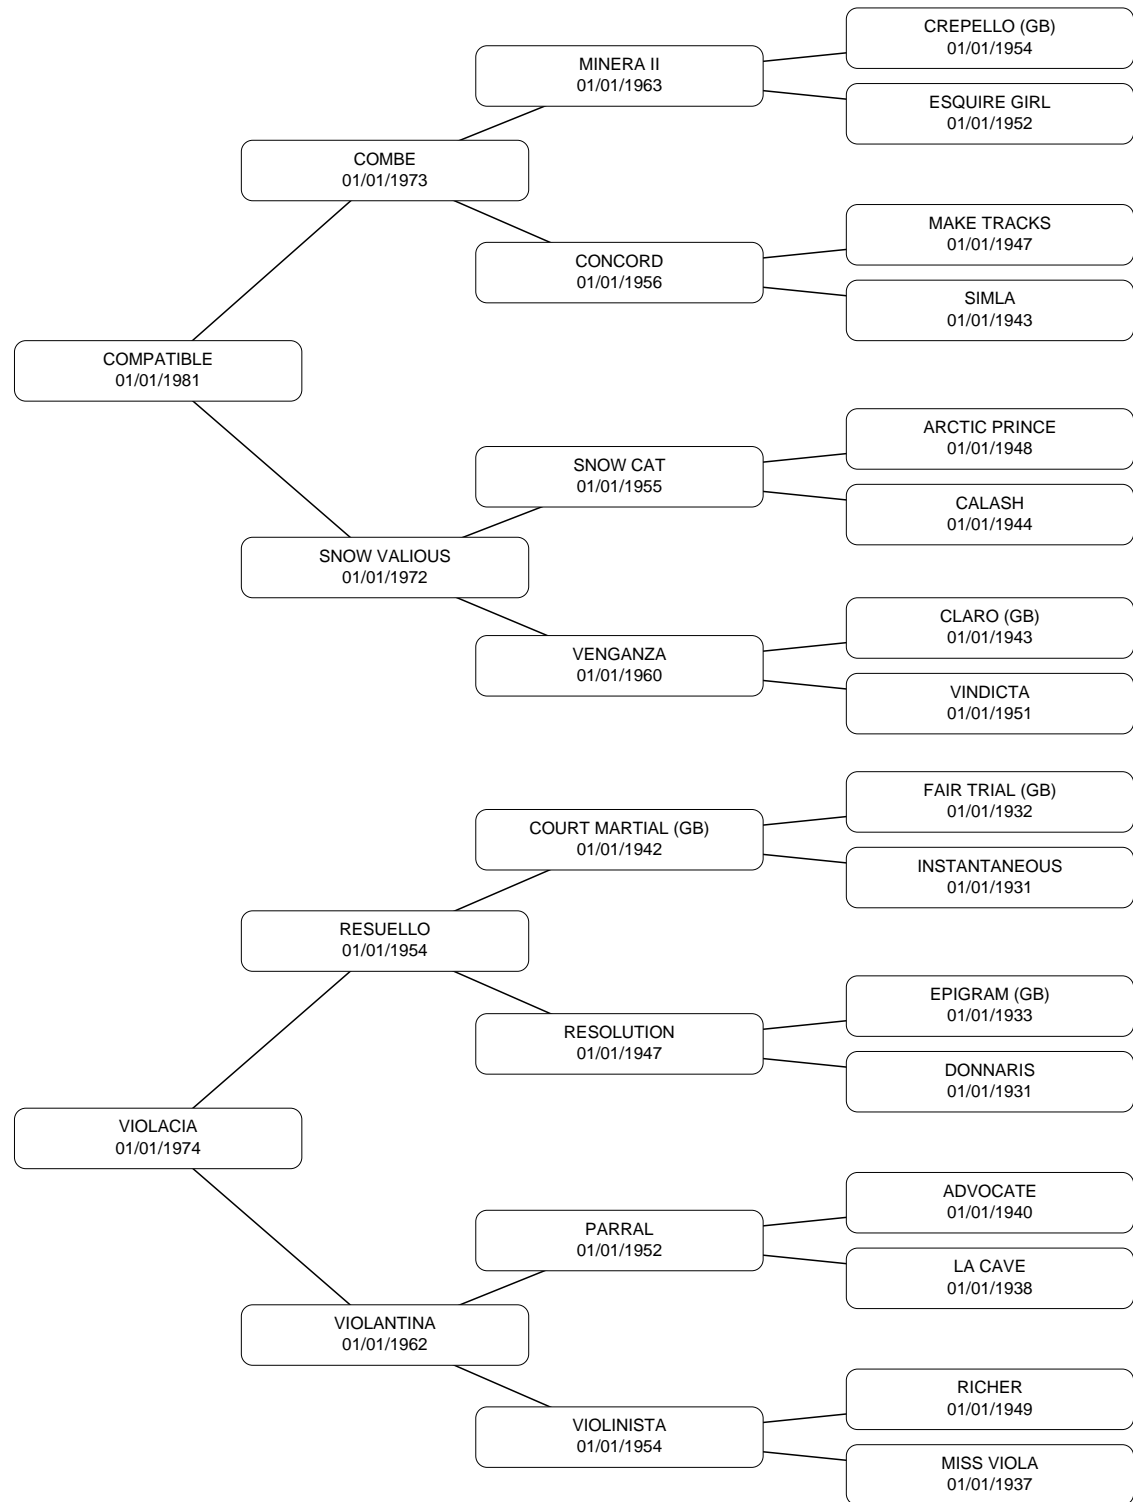 CREPELLO (GB)
01/01/1954
MINERA II
01/01/1963
ESQUIRE GIRL
01/01/1952
COMBE
01/01/1973
MAKE TRACKS
01/01/1947
CONCORD
01/01/1956
SIMLA
01/01/1943
COMPATIBLE
01/01/1981
ARCTIC PRINCE
01/01/1948
SNOW CAT
01/01/1955
CALASH
01/01/1944
SNOW VALIOUS
01/01/1972
CLARO (GB)
01/01/1943
VENGANZA
01/01/1960
VINDICTA
01/01/1951
FAIR TRIAL (GB)
01/01/1932
COURT MARTIAL (GB)
01/01/1942
INSTANTANEOUS
01/01/1931
RESUELLO
01/01/1954
EPIGRAM (GB)
01/01/1933
RESOLUTION
01/01/1947
DONNARIS
01/01/1931
VIOLACIA
01/01/1974
ADVOCATE
01/01/1940
PARRAL
01/01/1952
LA CAVE
01/01/1938
VIOLANTINA
01/01/1962
RICHER
01/01/1949
VIOLINISTA
01/01/1954
MISS VIOLA
01/01/1937